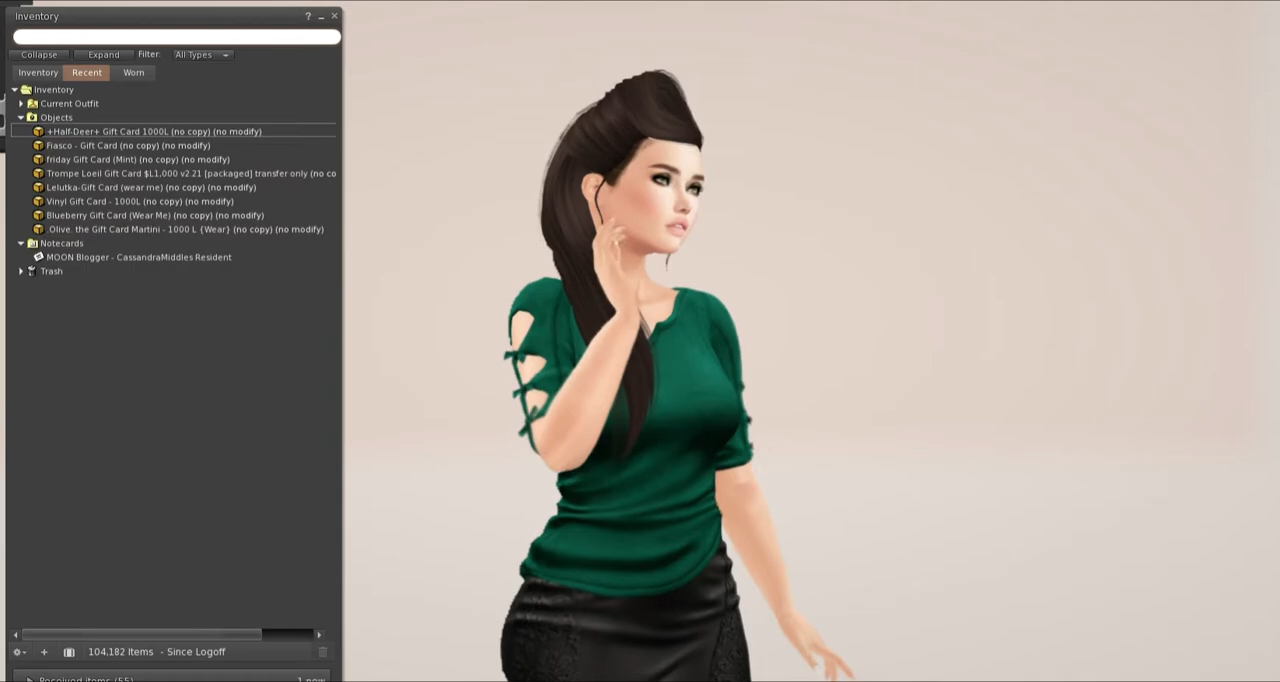 Inventory
? _ ×
Collapse Expand Filter: All Types
Inventory Recent Worn
Inventory
Current Outfit
Objects
+Half-Deer+ Gift Card 1000L (no copy) (no modify)
Fiasco - Gift Card (no copy) (no modify)
friday Gift Card (Mint) (no copy) (no modify)
Trompe Loeil Gift Card $L1,000 v2.21 [packaged] transfer only (no co
Lelutka-Gift Card (wear me) (no copy) (no modify)
Vinyl Gift Card - 1000L (no copy) (no modify)
Blueberry Gift Card (Wear Me) (no copy) (no modify)
Olive. the Gift Card Martini - 1000 L {Wear} (no copy) (no modify)
Notecards
MOON Blogger - CassandraMiddles Resident
Trash
104,182 Items - Since Logoff
Received Items (55) 1 new